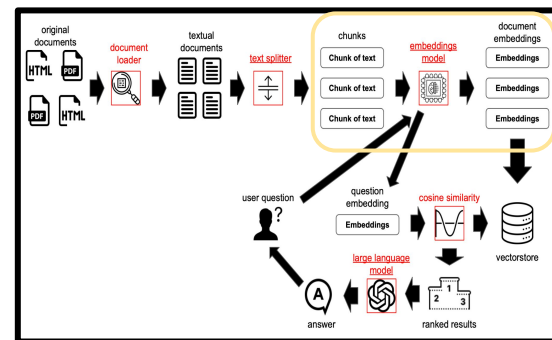 original
documents
HTML
PDF
PDF
HTML
document
loader
textual
documents
text splitter
chunks
Chunk of text
Chunk of text
Chunk of text
embeddings
model
document
embeddings
Embeddings
Embeddings
Embeddings
user question
?
question
embedding
Embeddings
cosine similarity
vectorstore
large language
model
A
answer
1
2
3
ranked results